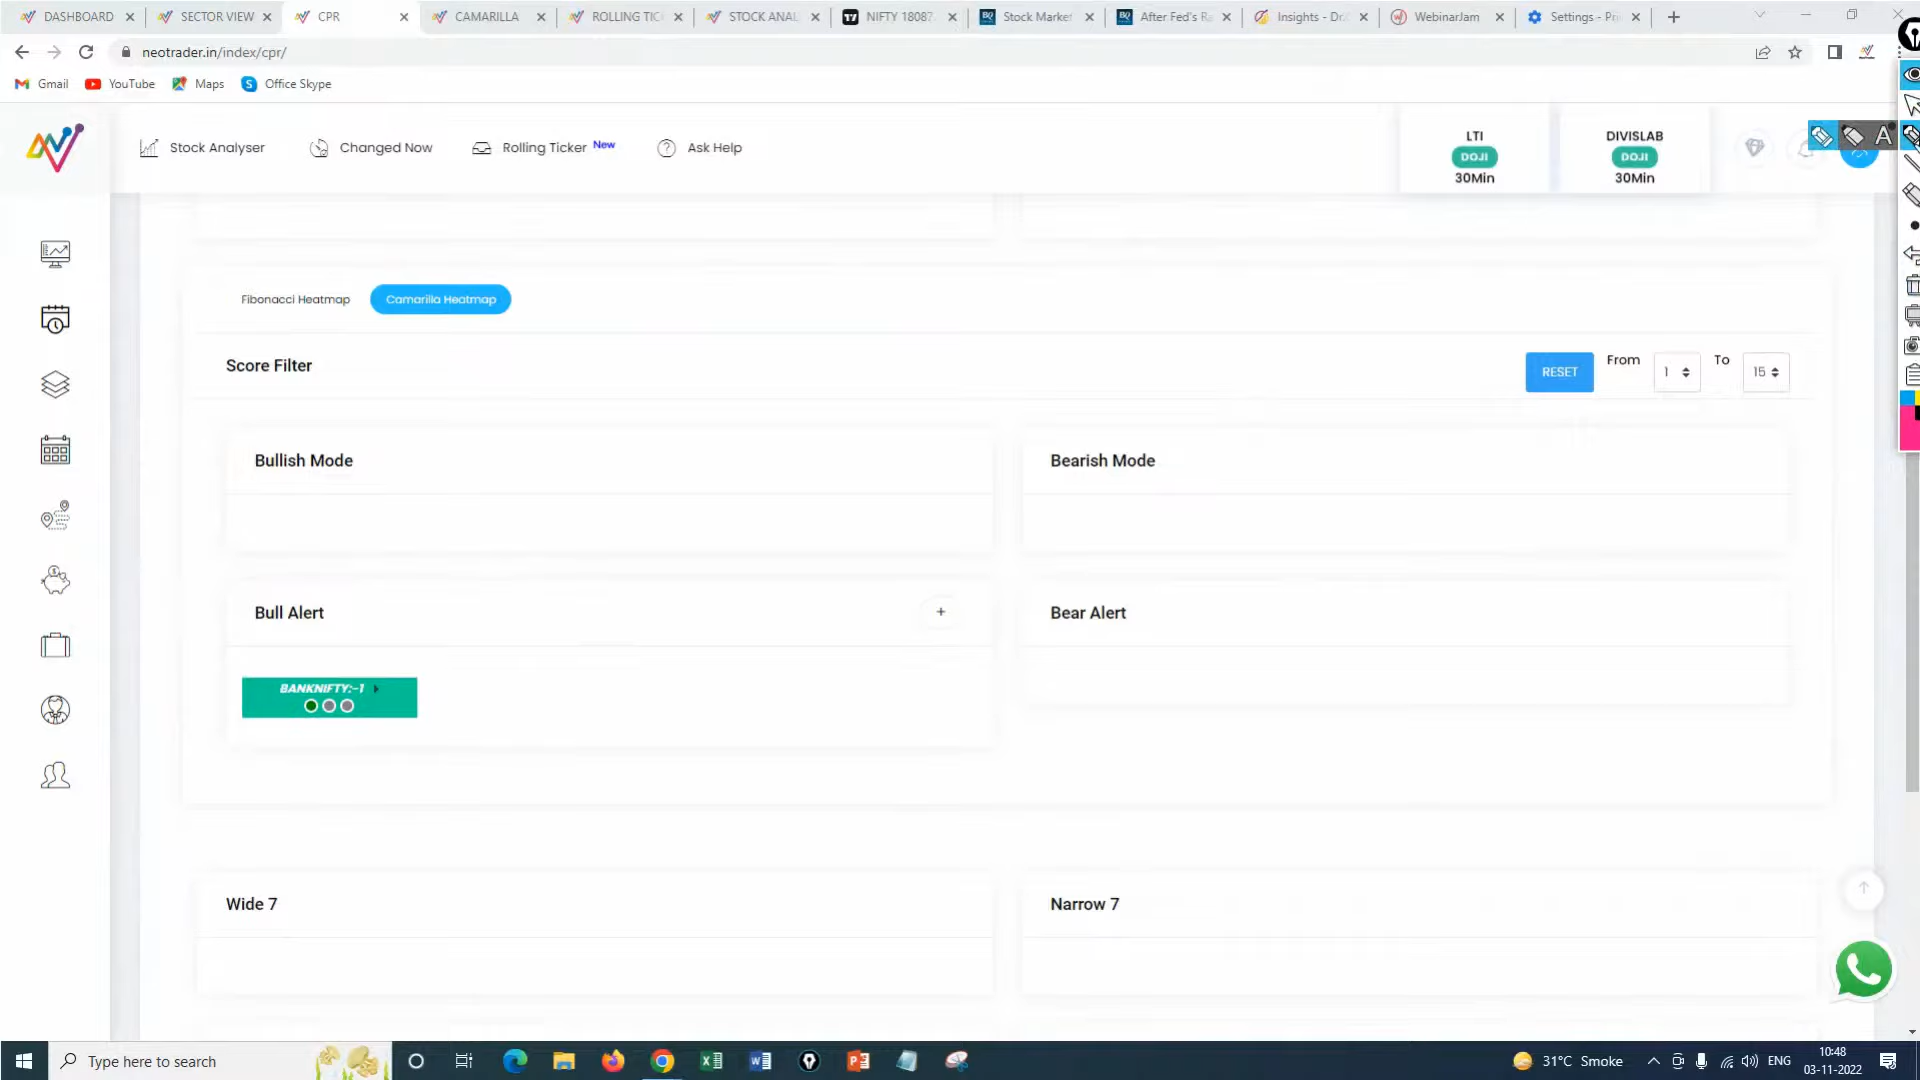 DASHBOARD
SECTOR VIEW
CPR
CAMARILLA
ROLLING TIC
STOCK ANAL
NIFTY 18087.
Stock Market
After Fed's Ra
Insights - Dr.
WebinarJam
Settings - Pri
neotrader.in/index/cpr/
Gmail
YouTube
Maps
Office Skype
Stock Analyser
Changed Now
Rolling Ticker New
Ask Help
LTI
DOJI
30Min
DIVISLAB
DOJI
30Min
Fibonacci Heatmap
Camarilla Heatmap
Score Filter
RESET
From
1
To
15
Bullish Mode
Bearish Mode
Bull Alert
+
Bear Alert
BANKNIFTY:-1
Wide 7
Narrow 7
Type here to search
31°C Smoke
ENG
10:48
03-11-2022